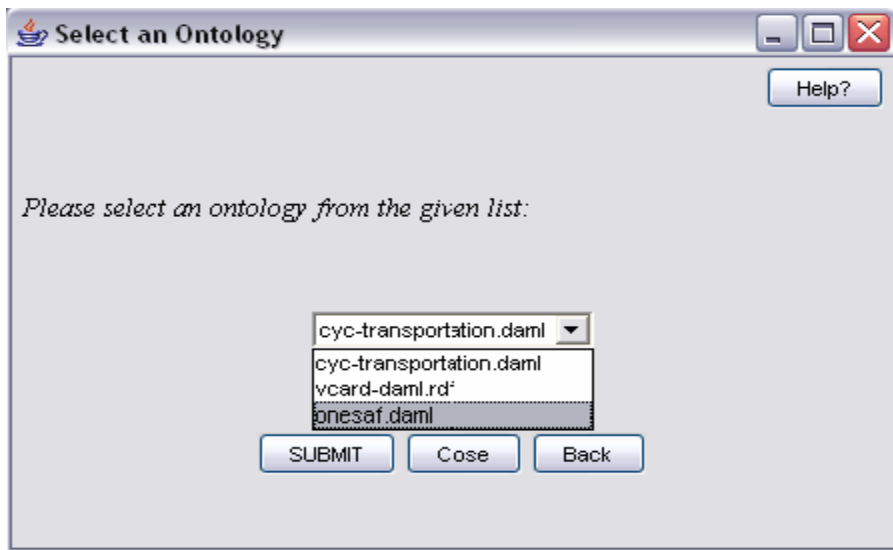 Select an Ontology
Help?
Please select an ontology from the given list:
cyc-transportation.daml
cyc-transportation.daml
vcard-daml.rdf
onesaf.daml
SUBMIT Cose Back